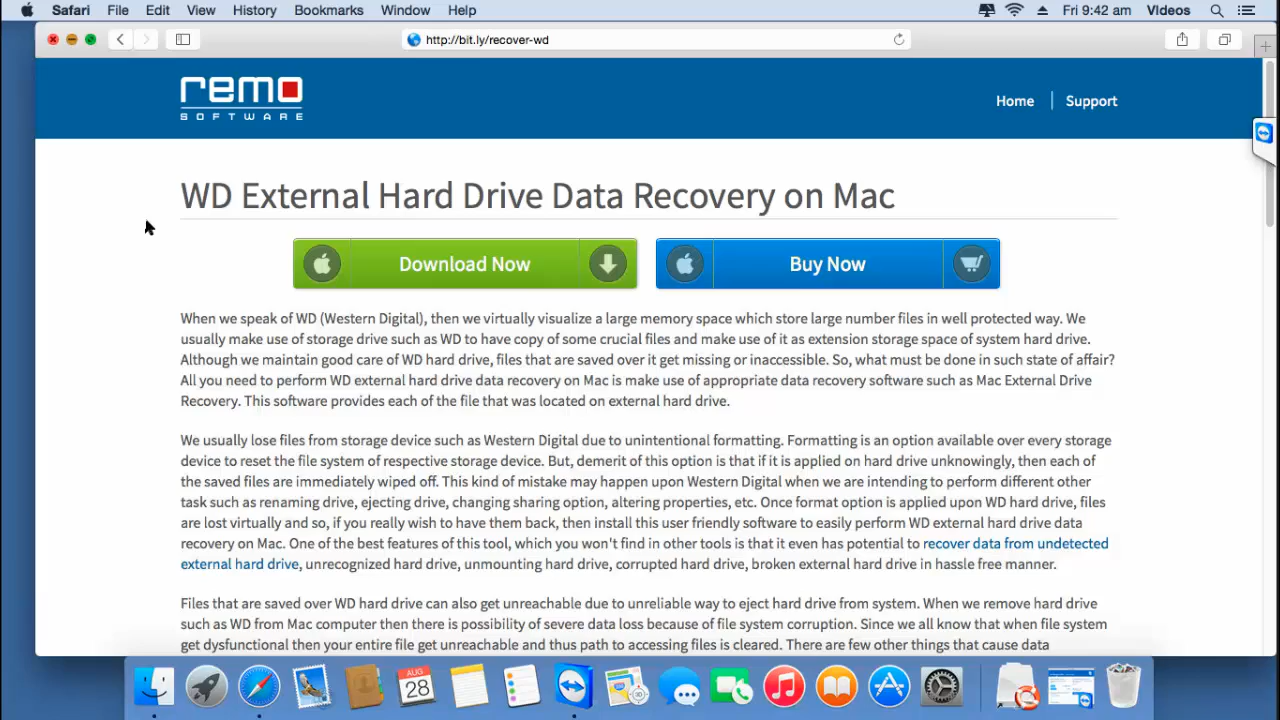 Safari File Edit View History Bookmarks Window Help Fri 9:42 am Videos
http://bit.ly/recover-wd
remo
SOFTWARE
Home Support
WD External Hard Drive Data Recovery on Mac
Download Now Buy Now
When we speak of WD (Western Digital), then we virtually visualize a large memory space which store large number files in well protected way. We
usually make use of storage drive such as WD to have copy of some crucial files and make use of it as extension storage space of system hard drive.
Although we maintain good care of WD hard drive, files that are saved over it get missing or inaccessible. So, what must be done in such state of affair?
All you need to perform WD external hard drive data recovery on Mac is make use of appropriate data recovery software such as Mac External Drive
Recovery. This software provides each of the file that was located on external hard drive.
We usually lose files from storage device such as Western Digital due to unintentional formatting. Formatting is an option available over every storage
device to reset the file system of respective storage device. But, demerit of this option is that if it is applied on hard drive unknowingly, then each of
the saved files are immediately wiped off. This kind of mistake may happen upon Western Digital when we are intending to perform different other
task such as renaming drive, ejecting drive, changing sharing option, altering properties, etc. Once format option is applied upon WD hard drive, files
are lost virtually and so, if you really wish to have them back, then install this user friendly software to easily perform WD external hard drive data
recovery on Mac. One of the best features of this tool, which you won't find in other tools is that it even has potential to recover data from undetected
external hard drive, unrecognized hard drive, unmounting hard drive, corrupted hard drive, broken external hard drive in hassle free manner.
Files that are saved over WD hard drive can also get unreachable due to unreliable way to eject hard drive from system. When we remove hard drive
such as WD from Mac computer then there is possibility of severe data loss because of file system corruption. Since we all know that when file system
get dysfunctional then your entire file get unreachable and thus path to accessing files is cleared. There are few other things that cause data
AUG
28